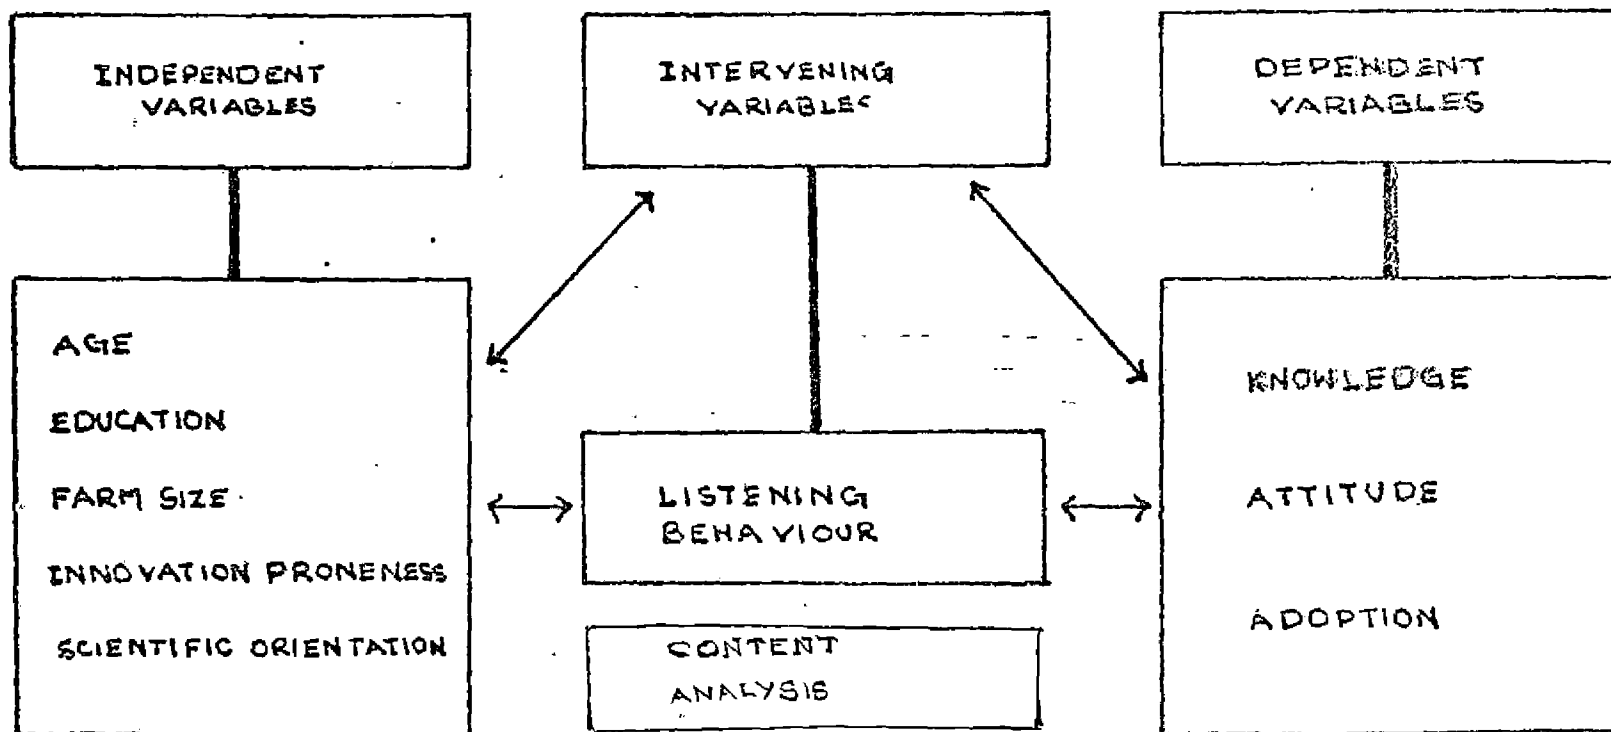 INDEPENDENT
VARIABLES
INTERVENING
VARIABLES
DEPENDENT
VARIABLES
AGE
EDUCATION
FARM SIZE
INNOVATION PRONENESS
SCIENTIFIC ORIENTATION
LISTENING
BEHAVIOUR
CONTENT
ANALYSIS
KNOWLEDGE
ATTITUDE
ADOPTION